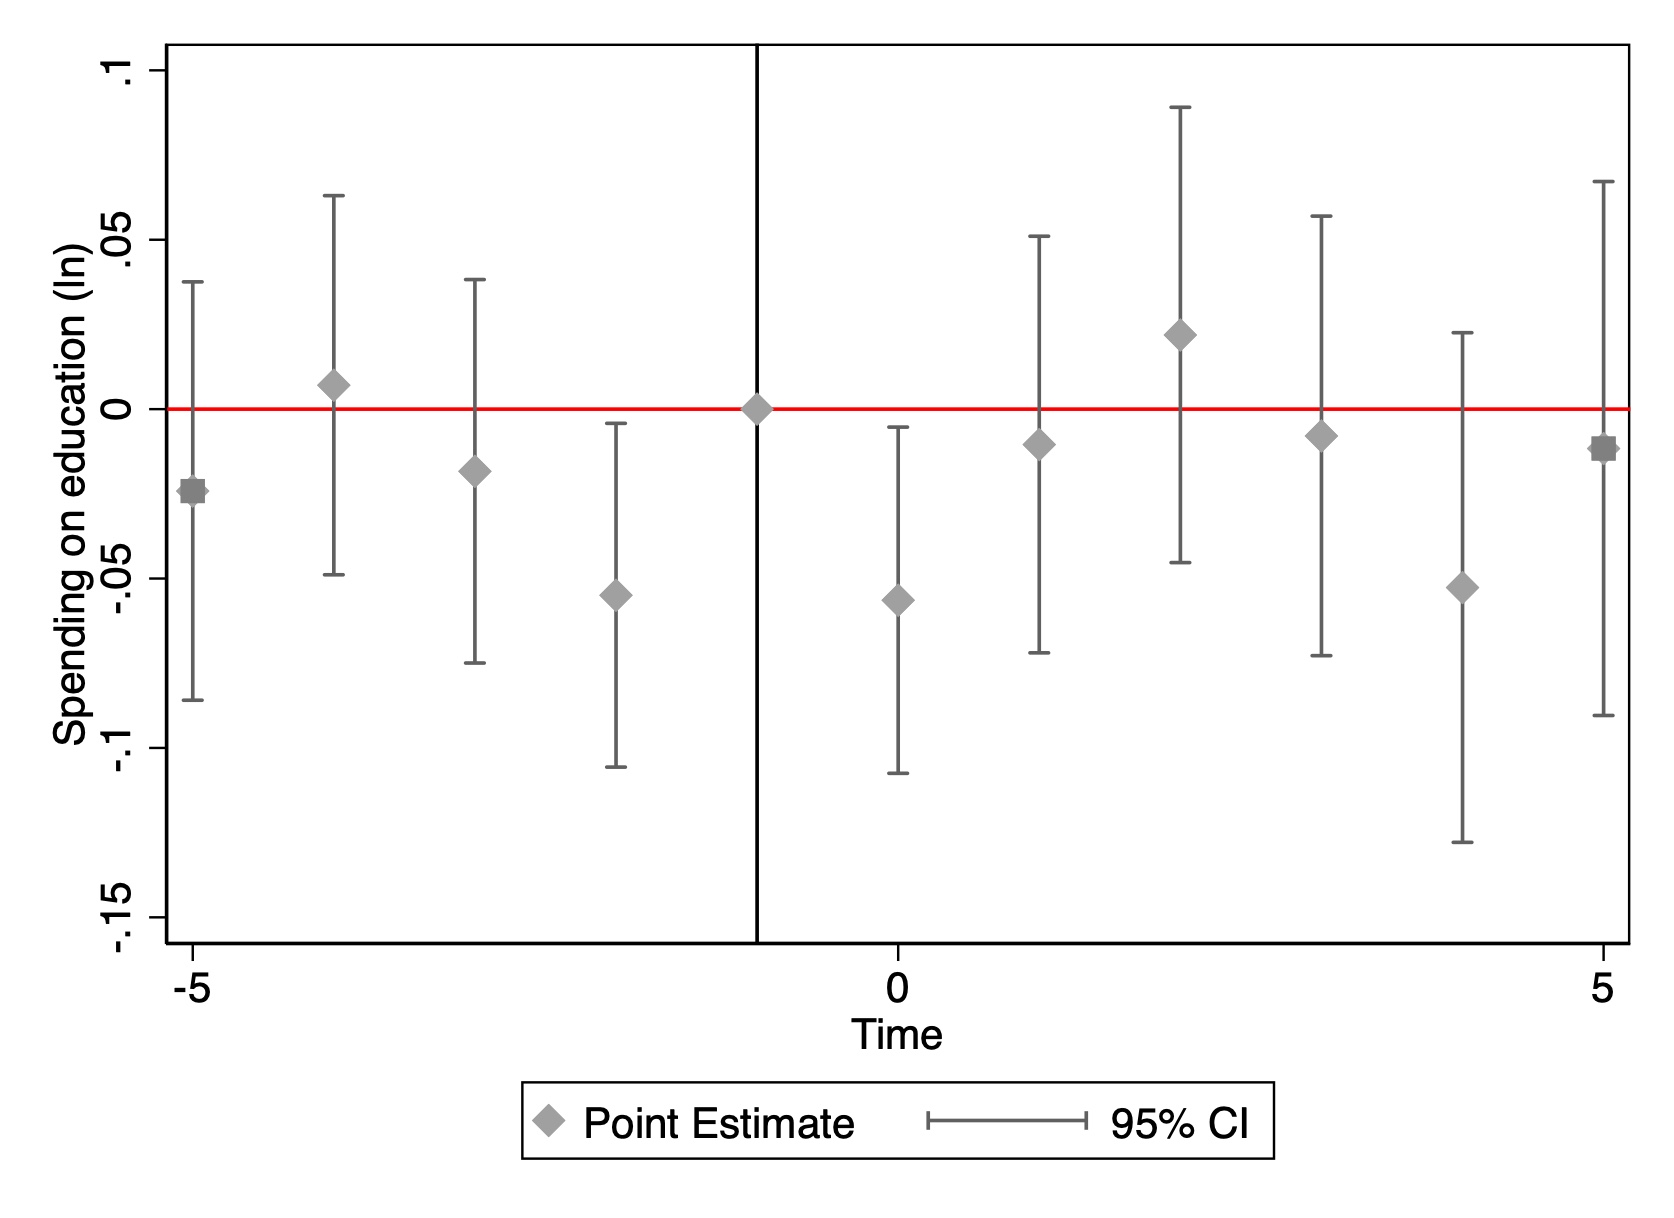 Spending on education (ln)
.1
.05
0
-.05
-.1
-.15
-5
0
5
Time
Point Estimate
95% CI